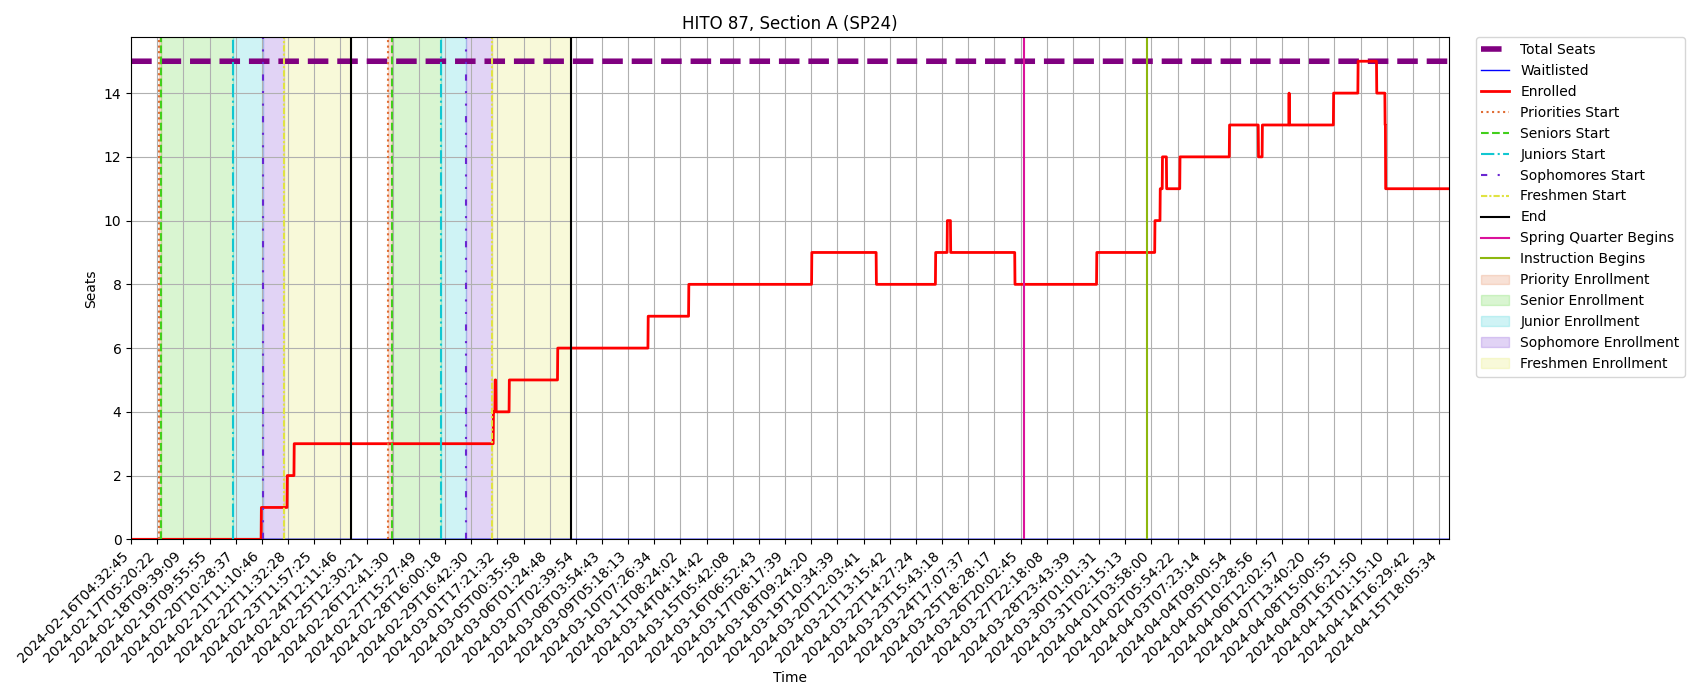 HITO 87, Section A (SP24)
Seats
14
12
10
8
6
4
2
0
2024-02-16T04:32:45
2024-02-17T05:20:22
2024-02-18T09:39:09
2024-02-19T09:55:55
2024-02-20T10:28:37
2024-02-21T11:10:46
2024-02-22T11:32:28
2024-02-23T11:57:25
2024-02-24T12:11:46
2024-02-25T12:30:21
2024-02-26T12:41:30
2024-02-27T15:27:49
2024-02-28T16:00:18
2024-02-29T16:42:30
2024-03-01T17:21:32
2024-03-05T00:35:58
2024-03-06T01:24:48
2024-03-07T02:39:54
2024-03-08T03:54:43
2024-03-09T05:18:13
2024-03-10T07:26:34
2024-03-11T08:24:02
2024-03-14T04:14:42
2024-03-15T05:42:08
2024-03-16T06:52:43
2024-03-17T08:17:39
2024-03-18T09:24:20
2024-03-19T10:34:39
2024-03-20T12:03:41
2024-03-21T13:15:42
2024-03-22T14:27:24
2024-03-23T15:43:18
2024-03-24T17:07:37
2024-03-25T18:28:17
2024-03-26T20:02:45
2024-03-27T22:18:08
2024-03-28T23:43:39
2024-03-30T01:01:31
2024-03-31T02:15:13
2024-04-01T03:58:00
2024-04-02T05:54:22
2024-04-03T07:23:14
2024-04-04T09:00:54
2024-04-05T10:28:56
2024-04-06T12:02:57
2024-04-07T13:40:20
2024-04-08T15:00:55
2024-04-09T16:21:50
2024-04-13T01:15:10
2024-04-14T16:29:42
2024-04-15T18:05:34
Time
Total Seats
Waitlisted
Enrolled
Priorities Start
Seniors Start
Juniors Start
Sophomores Start
Freshmen Start
End
Spring Quarter Begins
Instruction Begins
Priority Enrollment
Senior Enrollment
Junior Enrollment
Sophomore Enrollment
Freshmen Enrollment